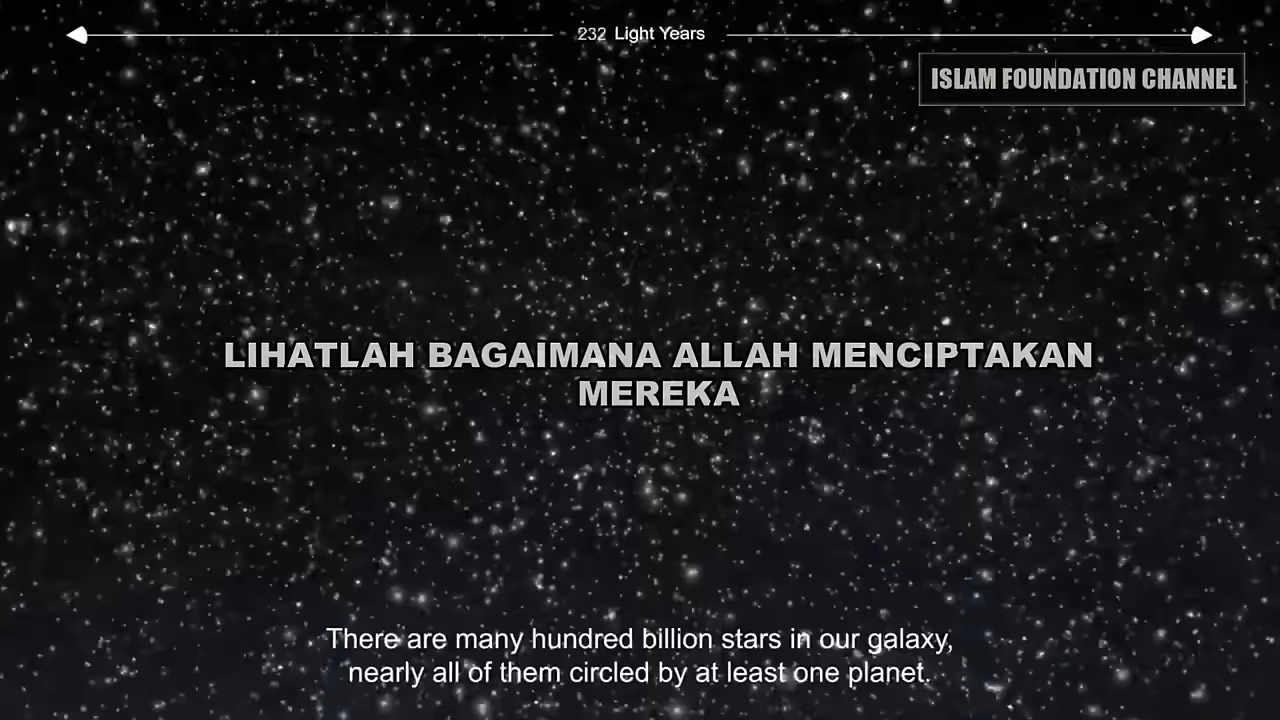 232 Light Years
ISLAM FOUNDATION CHANNEL
LIHATLAH BAGAIMANA ALLAH MENCIPTAKAN
MEREKA
There are many hundred billion stars in our galaxy,
nearly all of them circled by at least one planet.